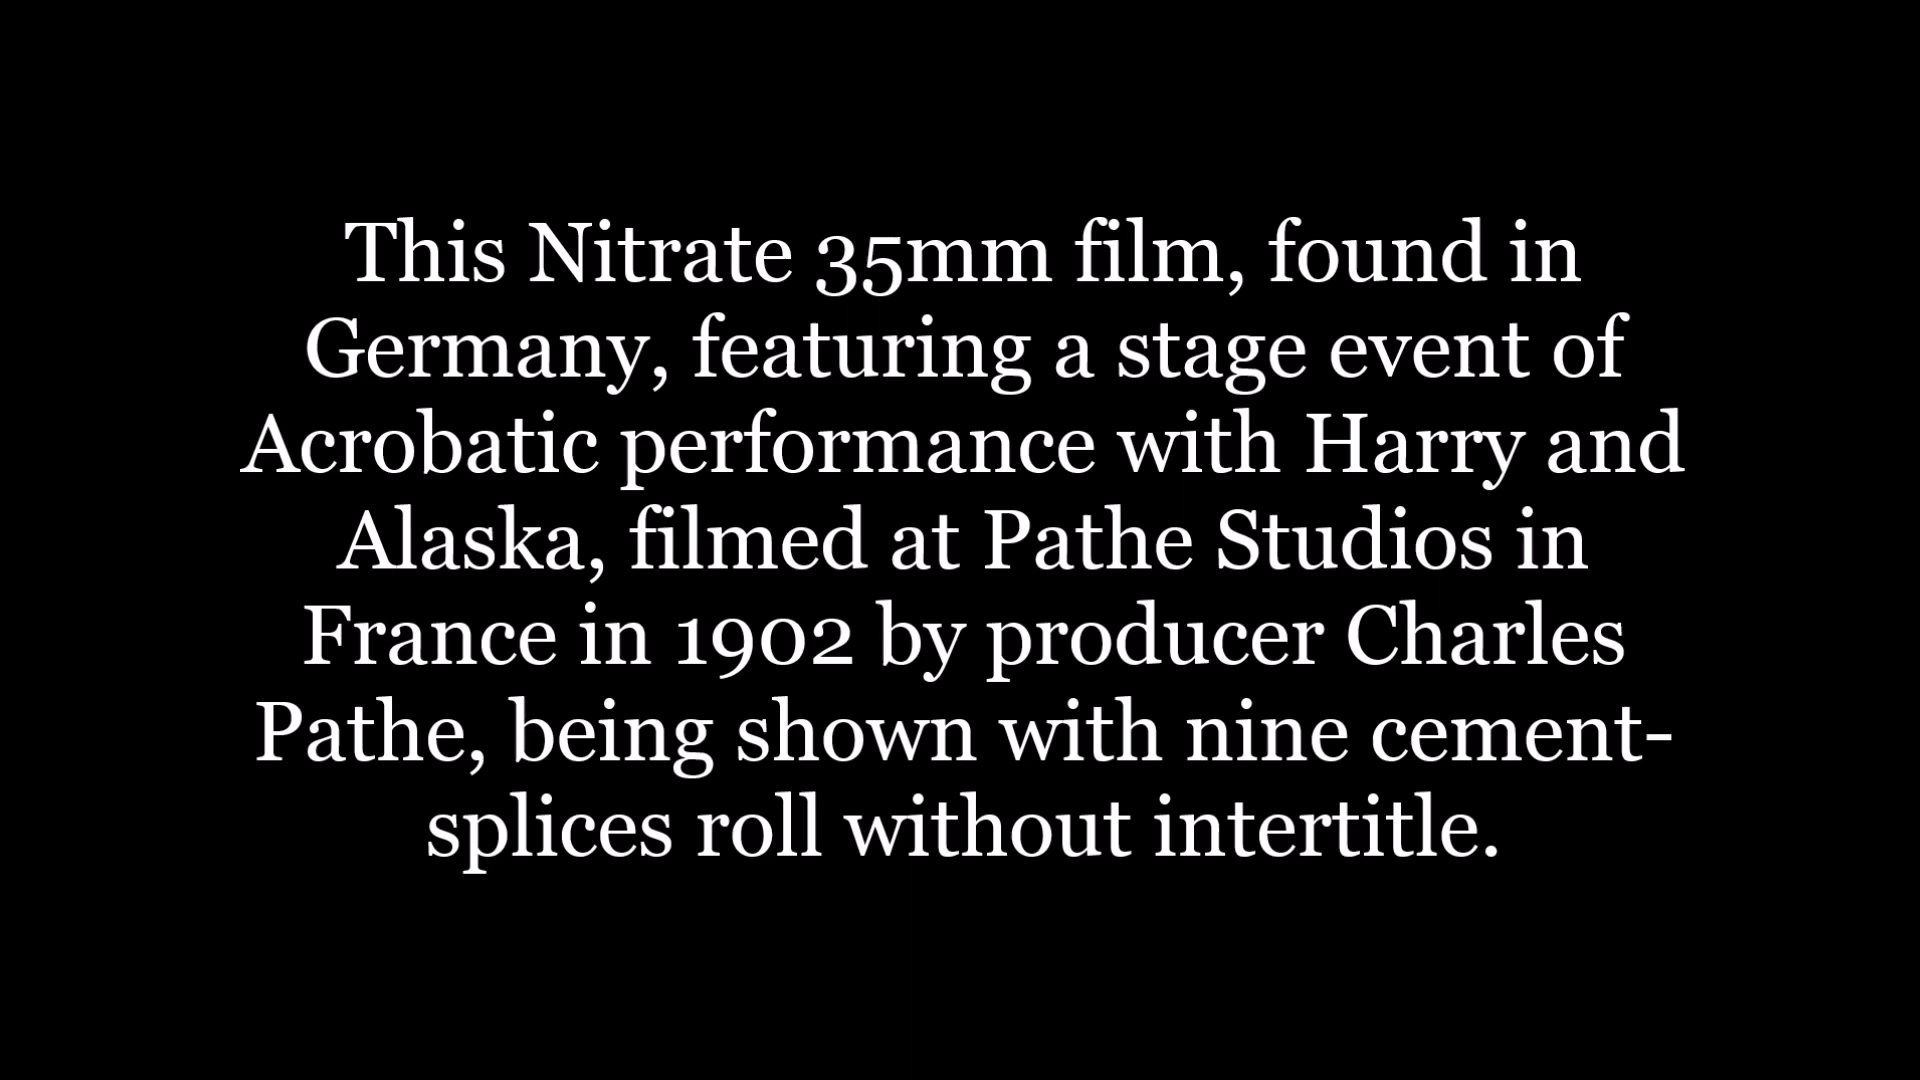 This Nitrate 35mm film, found in
Germany, featuring a stage event of
Acrobatic performance with Harry and
Alaska, filmed at Pathe Studios in
France in 1902 by producer Charles
Pathe, being shown with nine cement-
splices roll without intertitle.